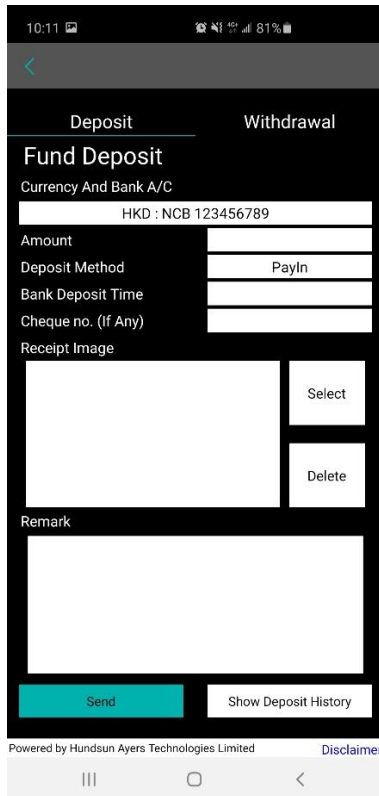 10:11 4G+ 81%
Deposit Withdrawal
Fund Deposit
Currency And Bank A/C
HKD : NCB 123456789
Amount
Deposit Method PayIn
Bank Deposit Time
Cheque no. (If Any)
Receipt Image
Select
Delete
Remark
Send Show Deposit History
Powered by Hundsun Ayers Technologies Limited Disclaimer